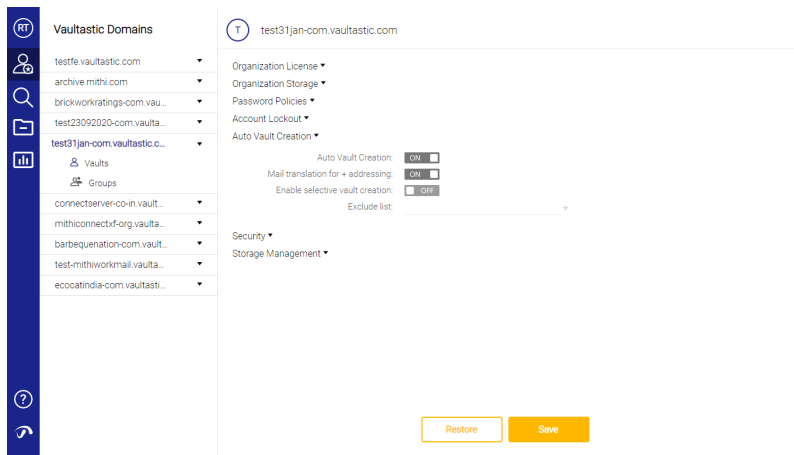 RT
Vaultastic Domains
testfe.vaultastic.com
archive.mithi.com
brickworkratings-com.vau...
test23092020-com.vaulta...
test31jan-com.vaultastic.c...
Vaults
Groups
connectserver-co-in.vault...
mithiconnectxf-org.vaulta...
barbequenation-com.vault...
test-mithiworkmail.vaulta...
ecocatindia-com.vaultasti...
?
T test31jan-com.vaultastic.com
Organization License
Organization Storage
Password Policies
Account Lockout
Auto Vault Creation
Auto Vault Creation: ON
Mail translation for + addressing: ON
Enable selective vault creation: OFF
Exclude list: +
Security
Storage Management
Restore Save